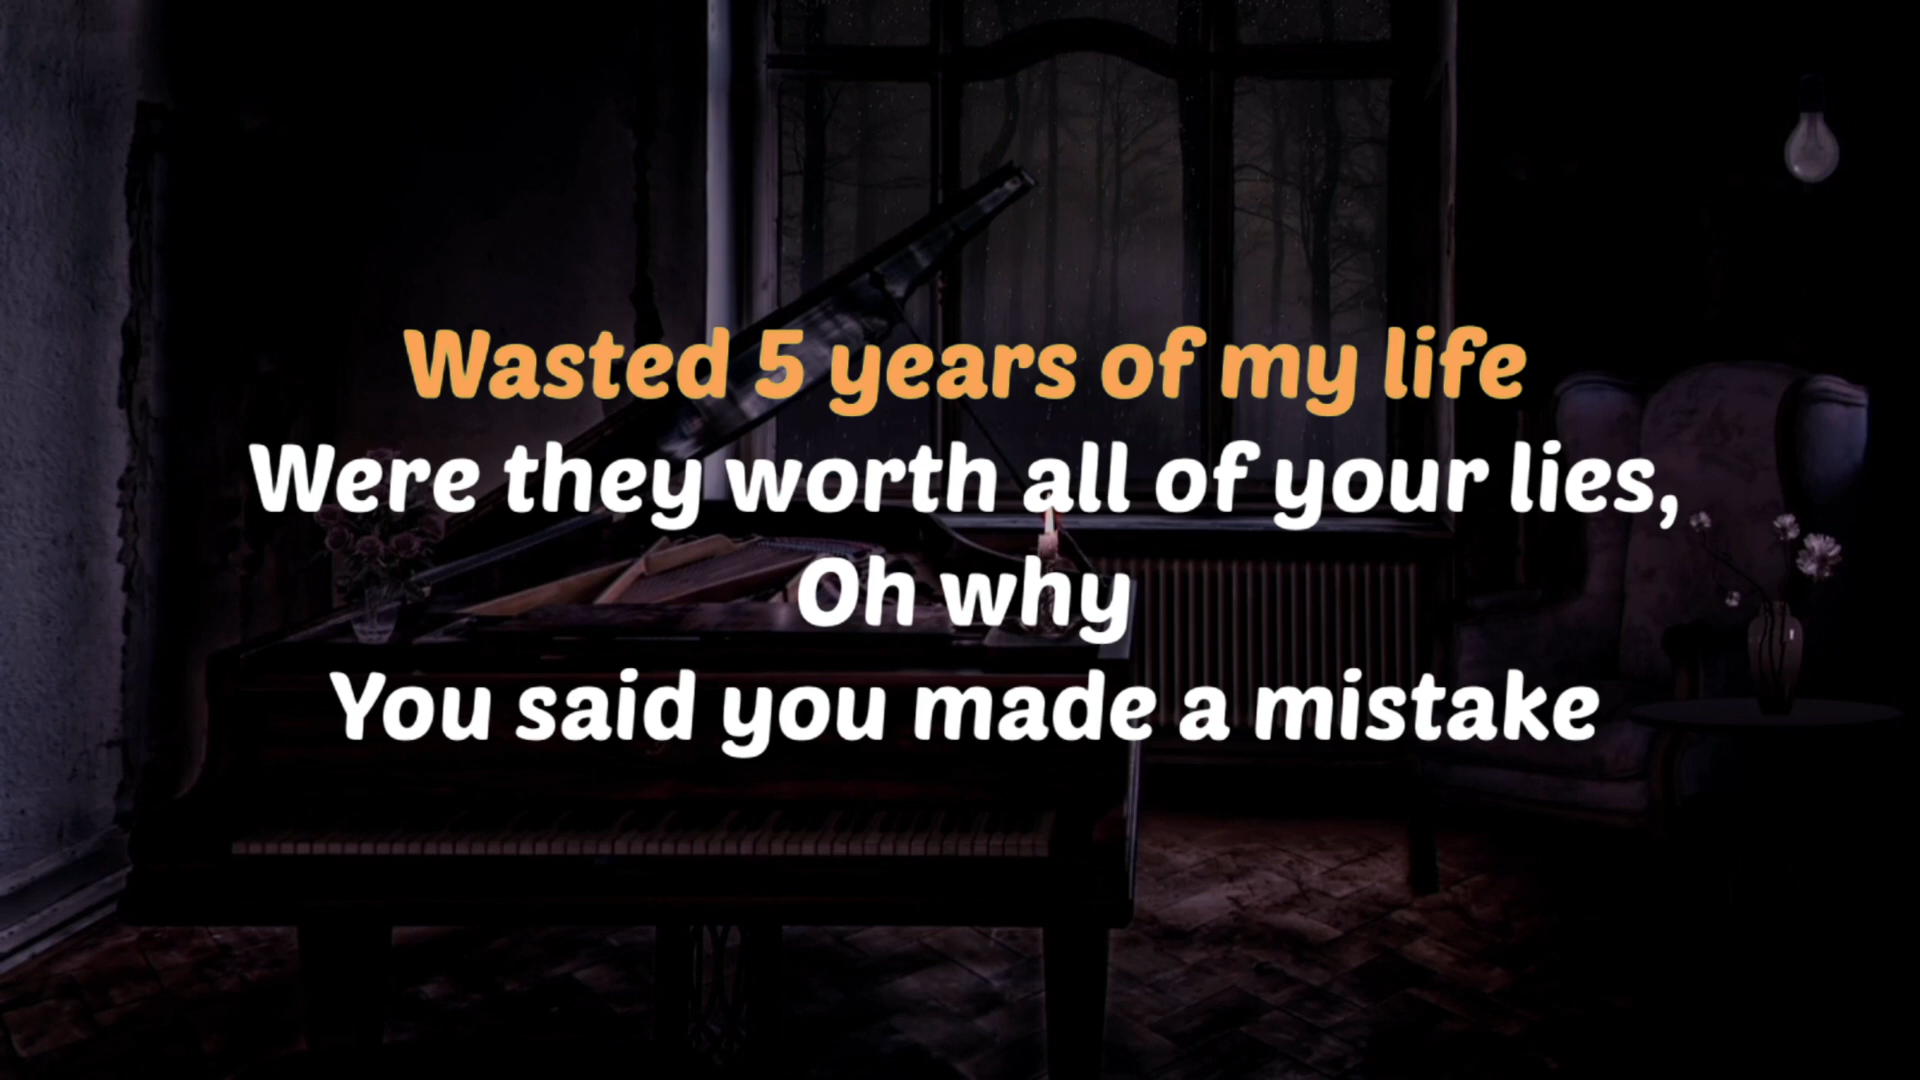 Wasted 5 years of my life
Were they worth all of your lies,
Oh why
You said you made a mistake